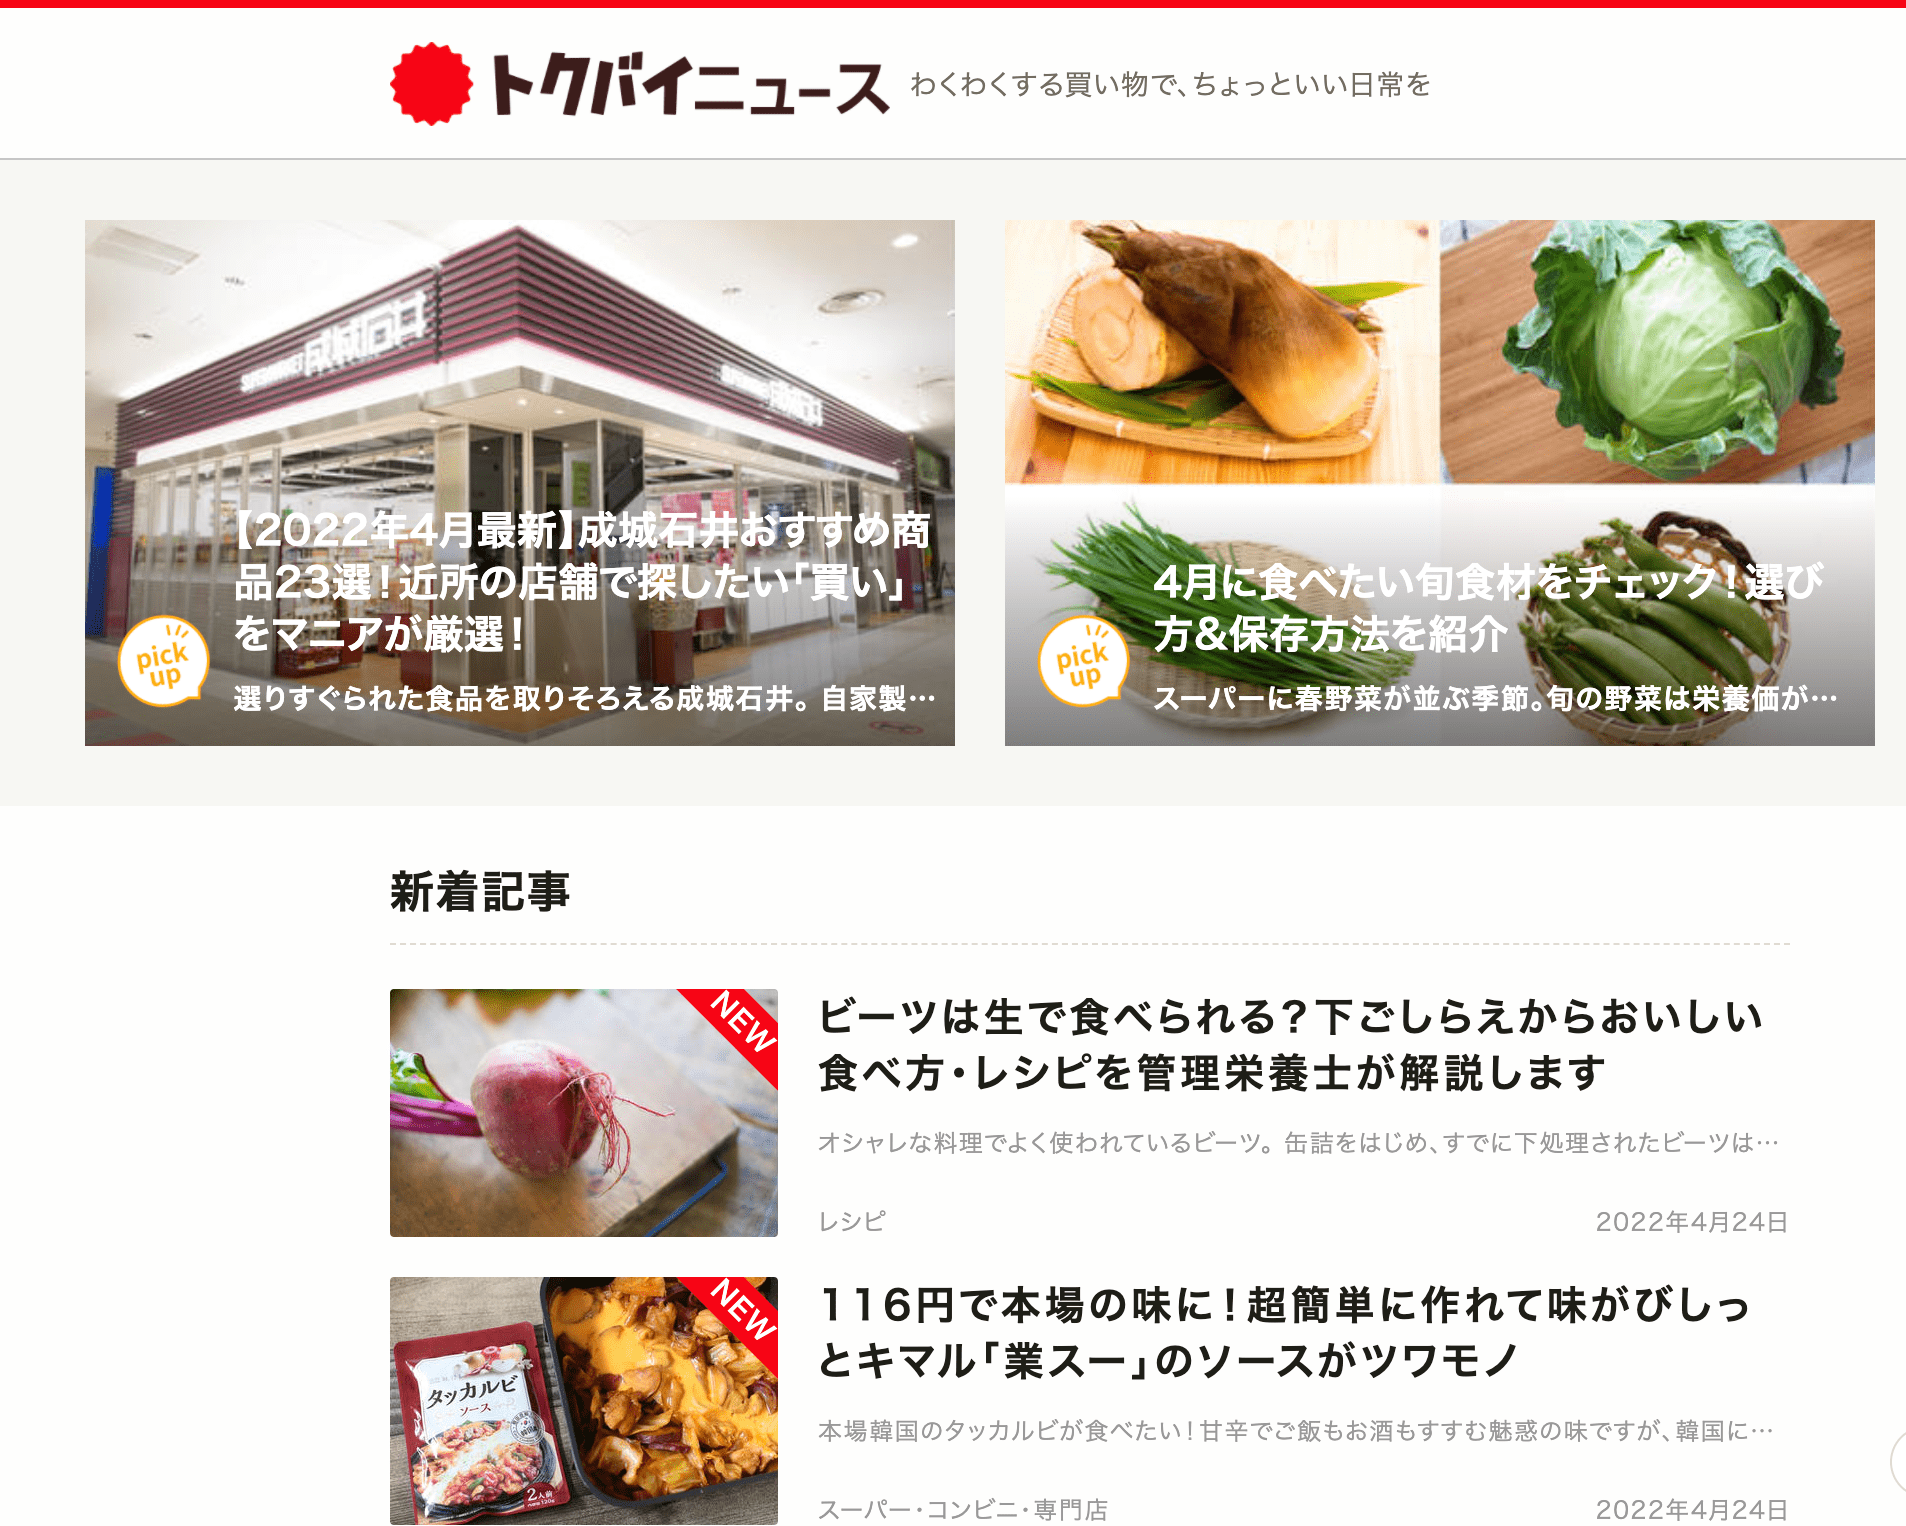 トクバイニュース わくわくする買い物で、ちょっといい日常を
SUPERMARKET 成城石井
SUPERMARKET 成城石井
【2022年4月最新】成城石井おすすめ商
品23選！近所の店舗で探したい「買い」
をマニアが厳選！
pick
up
選りすぐられた食品を取りそろえる成城石井。 自家製…
4月に食べたい旬食材をチェック！選び
方&保存方法を紹介
pick
up
スーパーに春野菜が並ぶ季節。旬の野菜は栄養価が…
新着記事
NEW
ビーツは生で食べられる？下ごしらえからおいしい
食べ方・レシピを管理栄養士が解説します
オシャレな料理でよく使われているビーツ。 缶詰をはじめ、すでに下処理されたビーツは…
レシピ 2022年4月24日
NEW
タッカルビ
ソース
2人前
116円で本場の味に！超簡単に作れて味がびしっ
とキマル「業スー」のソースがツワモノ
本場韓国のタッカルビが食べたい！甘辛でご飯もお酒もすすむ魅惑の味ですが、韓国に…
スーパー・コンビニ・専門店 2022年4月24日